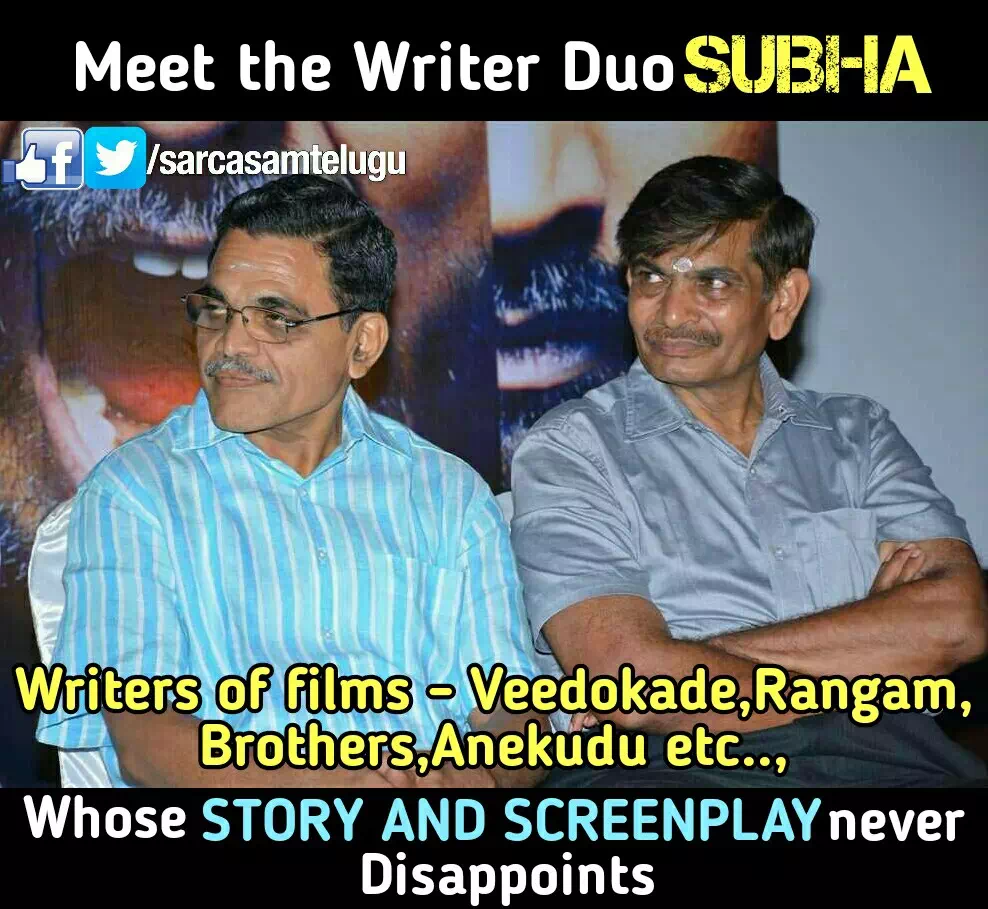 Meet the Writer Duo SUBHA
f /sarcasamtelugu
Writers of films - Veedokade,Rangam,
Brothers,Anekudu etc..,
Whose STORY AND SCREENPLAY never
Disappoints